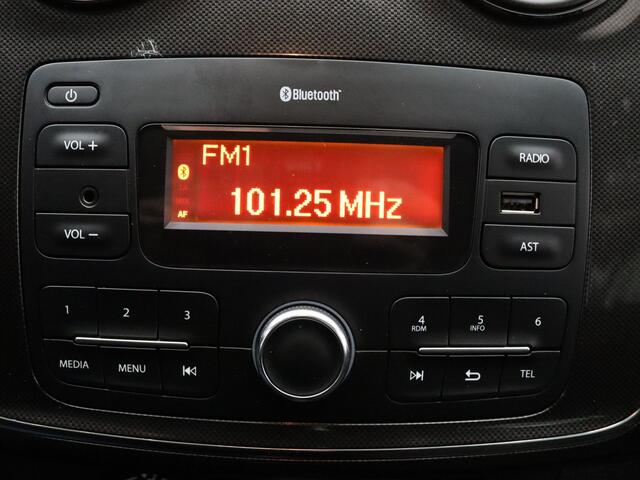 Bluetooth™
VOL +
FM1
RADIO
101.25 MHz
AF
VOL −
AST
1
2
3
4
RDM
5
INFO
6
MEDIA
MENU
TEL